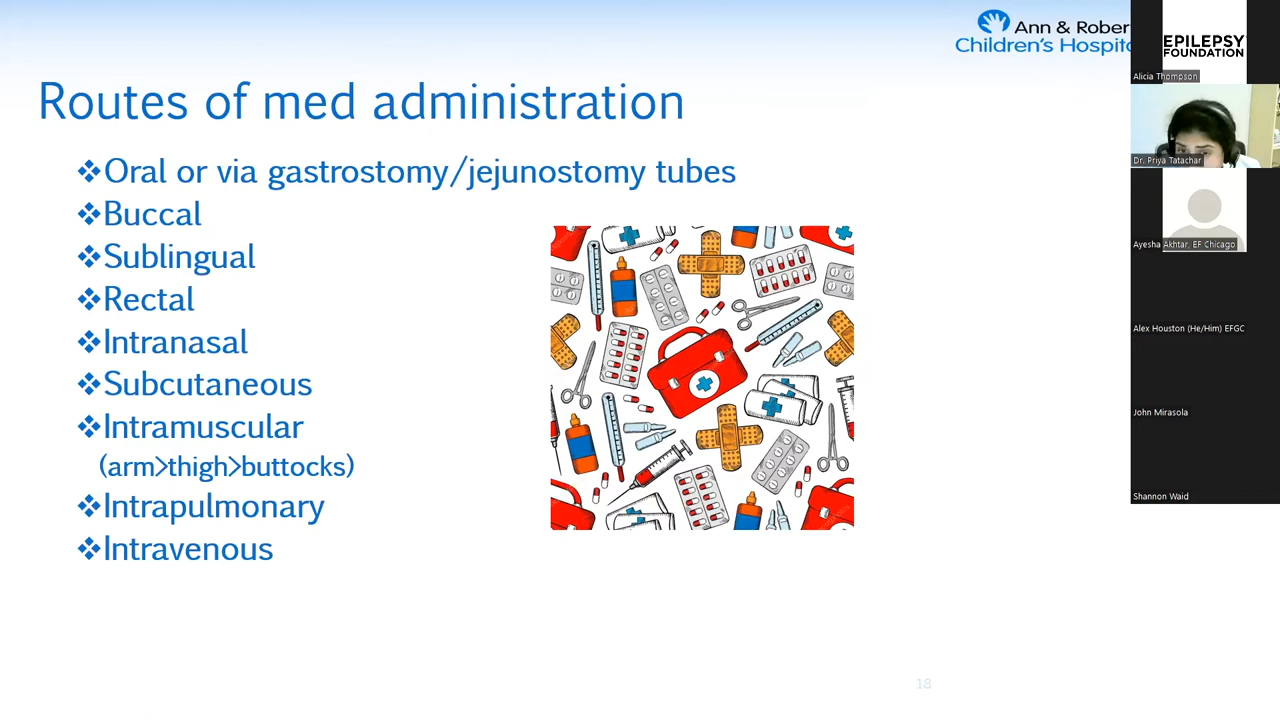 Ann & Rober
Children's Hospita
Routes of med administration
❖Oral or via gastrostomy/jejunostomy tubes
❖Buccal
❖Sublingual
❖Rectal
❖Intranasal
❖Subcutaneous
❖Intramuscular
(arm>thigh>buttocks)
❖Intrapulmonary
❖Intravenous
18
EPILEPSY
FOUNDATION
Alicia Thompson
Dr. Priya Tatachar
Ayesha Akhtar, EF Chicago
Alex Houston (He/Him) EFGC
John Mirasola
Shannon Waid